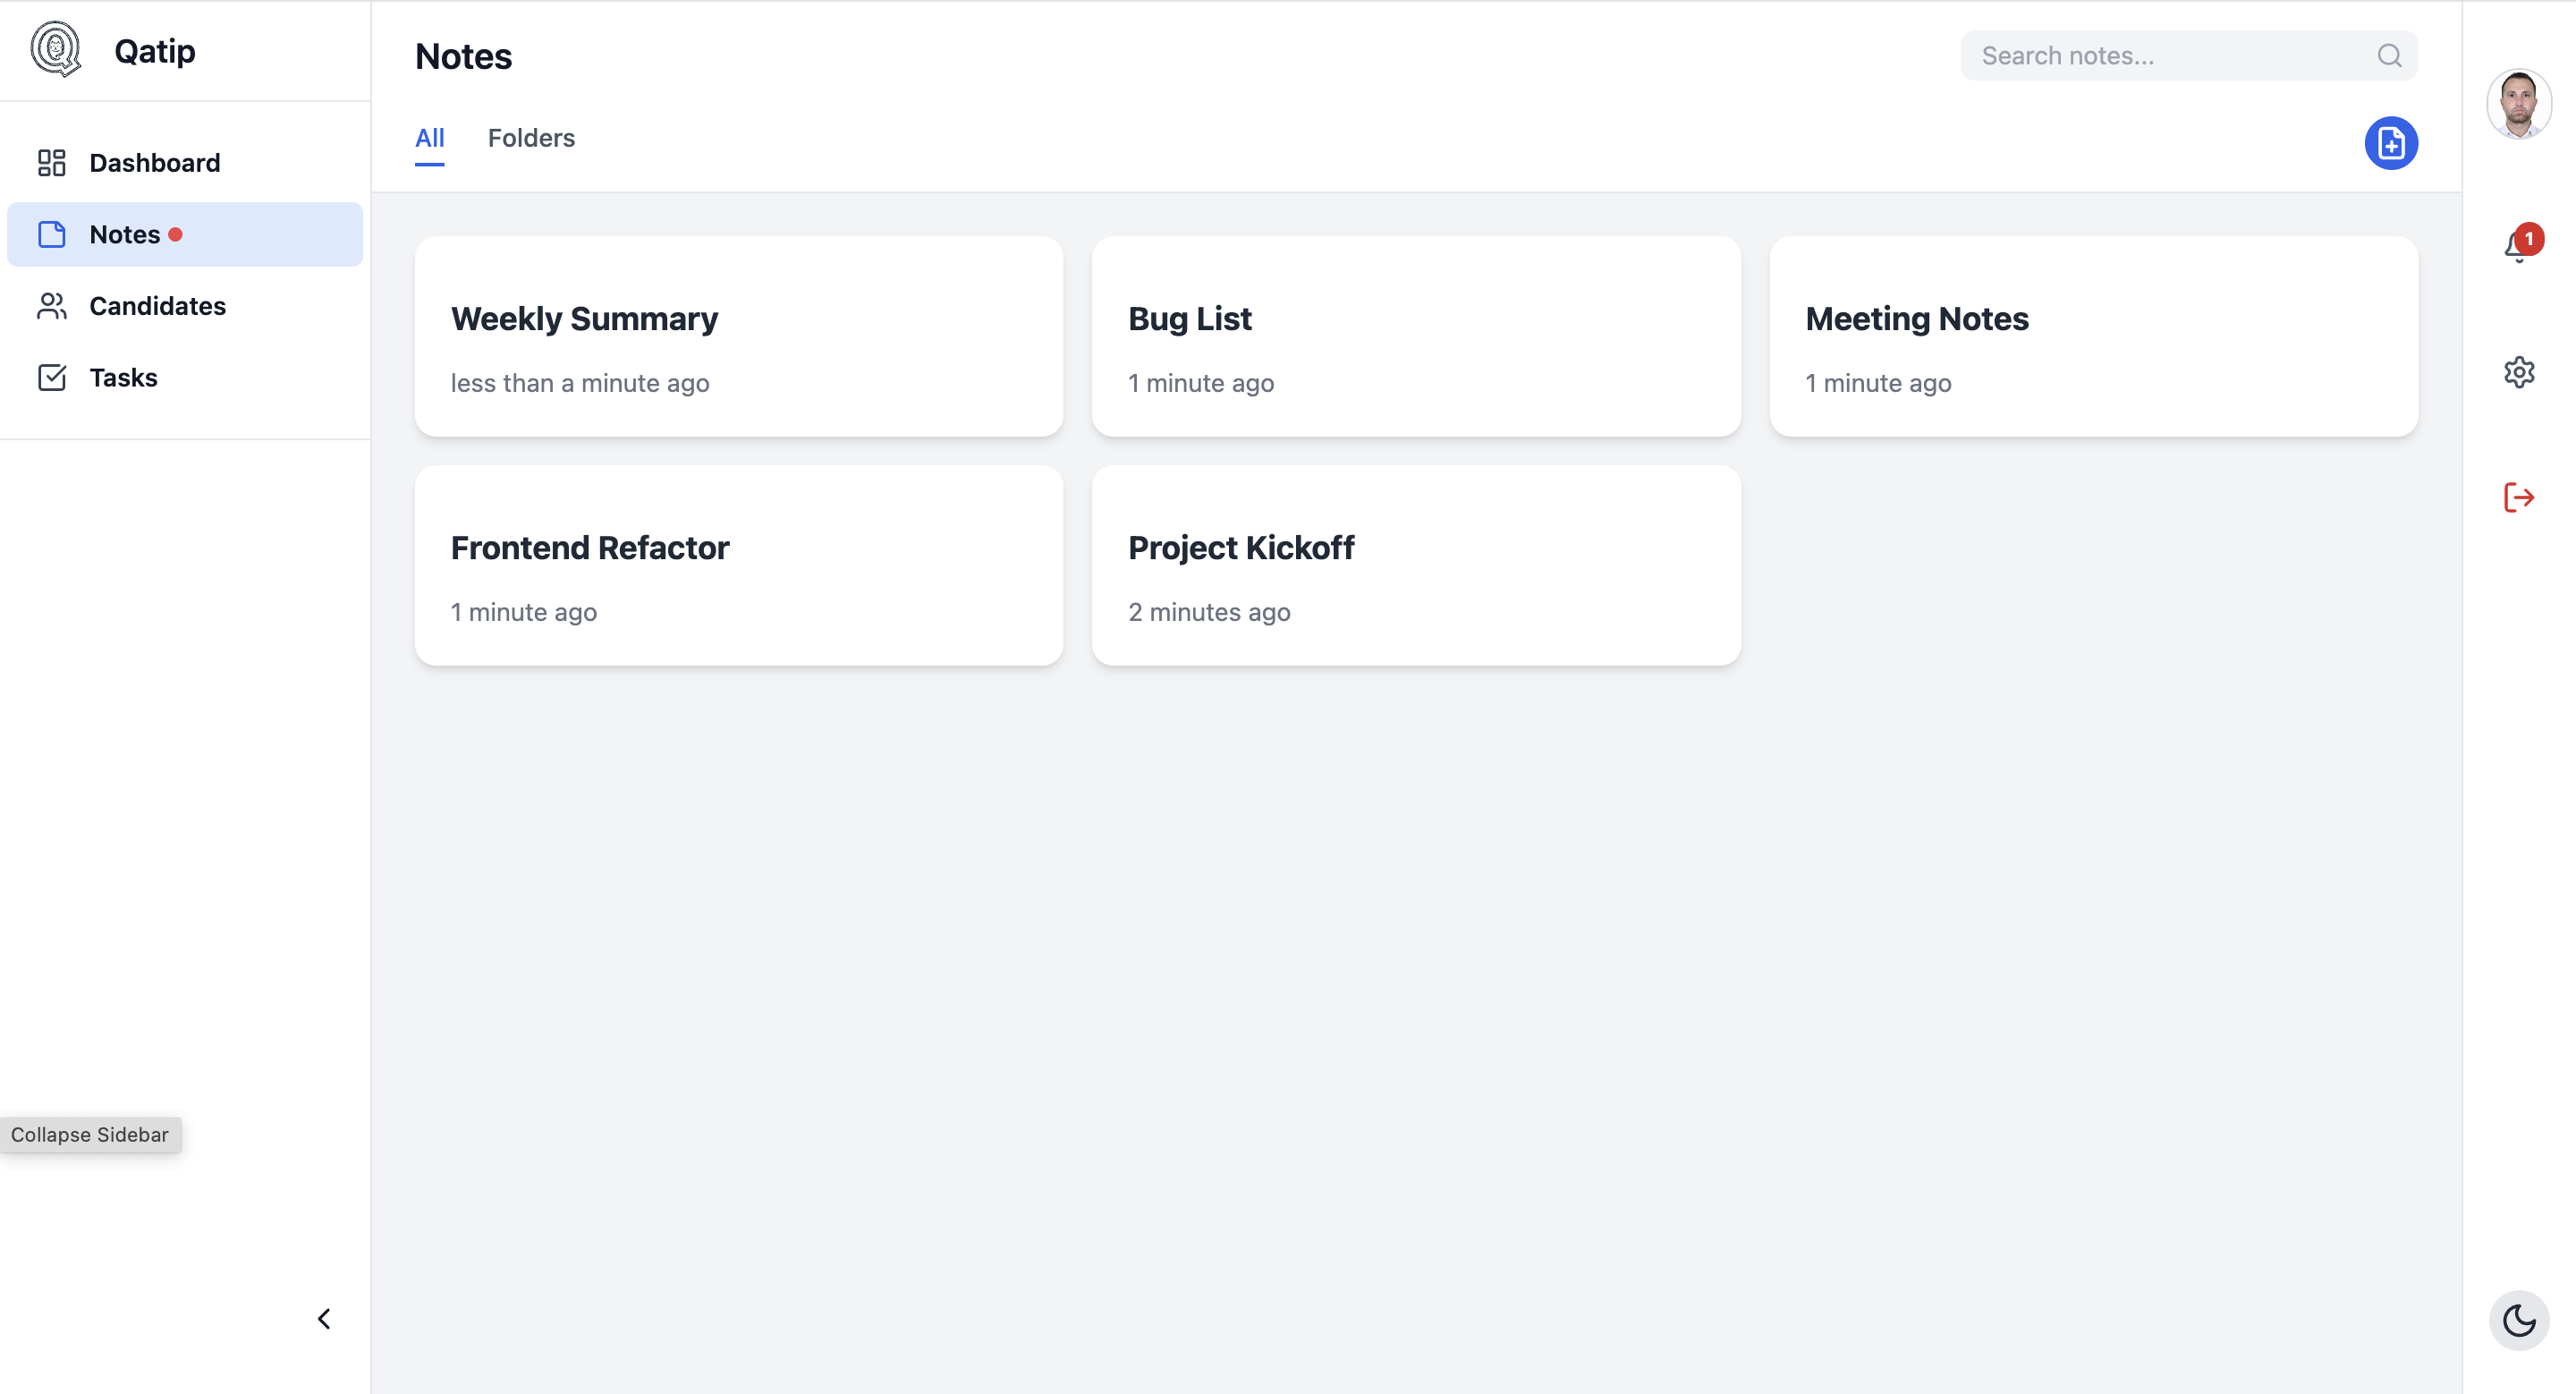 Qatip
Dashboard
Notes
Candidates
Tasks
Collapse Sidebar
Notes
Search notes...
All
Folders
Weekly Summary
less than a minute ago
Bug List
1 minute ago
Meeting Notes
1 minute ago
Frontend Refactor
1 minute ago
Project Kickoff
2 minutes ago
1